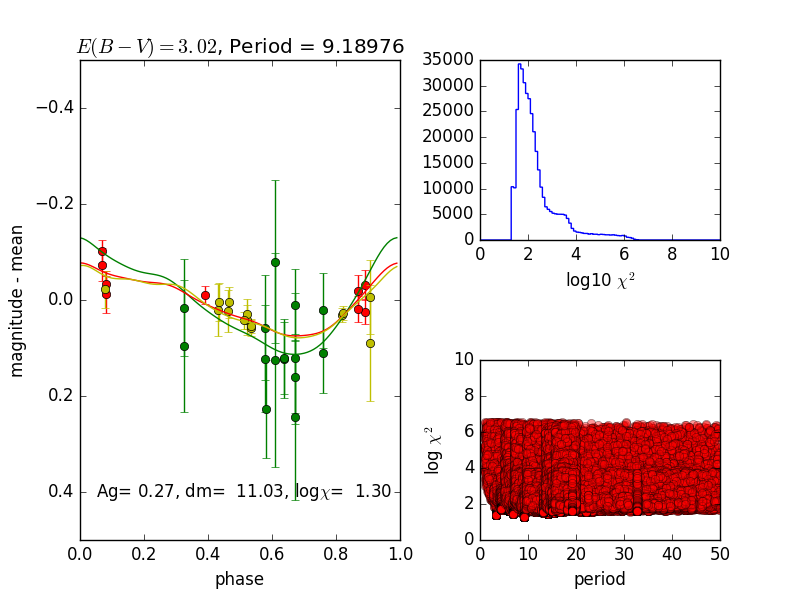 E(B − V) = 3.02, Period = 9.18976
−0.4
−0.2
0.0
0.2
0.4
magnitude - mean
Ag= 0.27, dm= 11.03, logχ= 1.30
0.0 0.2 0.4 0.6 0.8 1.0
phase
35000
30000
25000
20000
15000
10000
5000
0
0 2 4 6 8 10
log10 χ²
10
8
6
4
2
0
log χ²
0 10 20 30 40 50
period